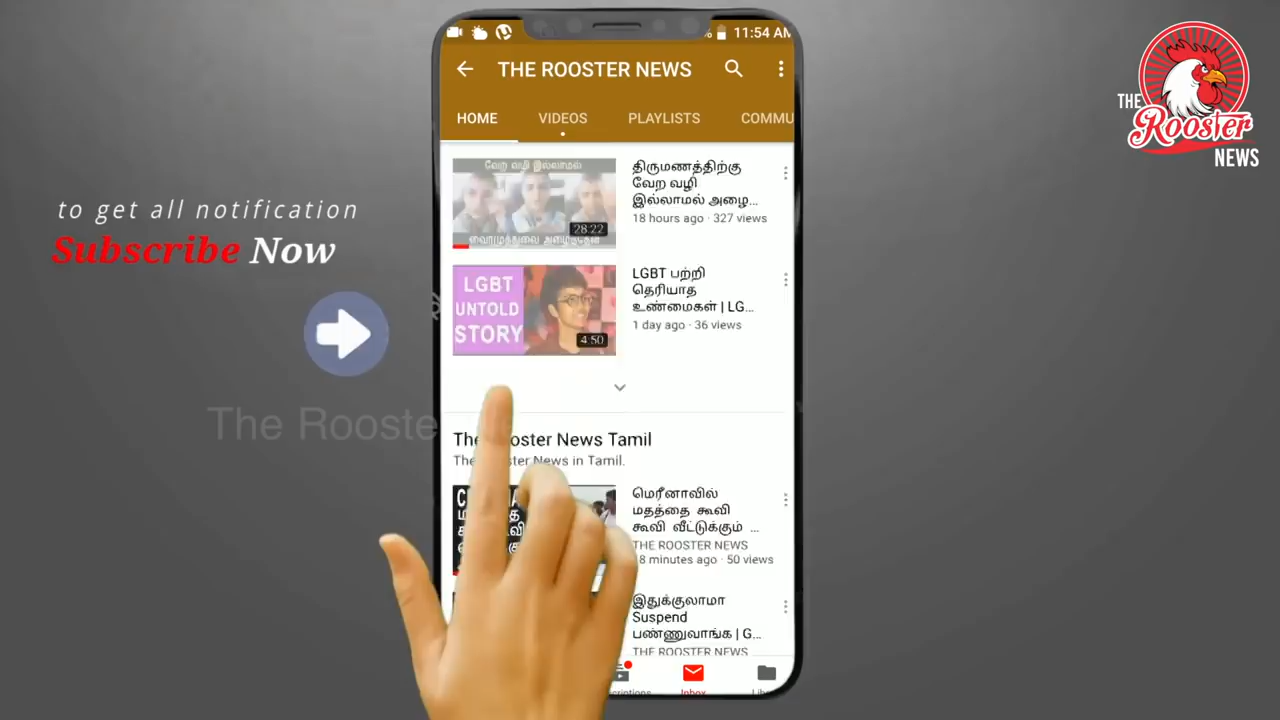 11:54 AM
THE ROOSTER NEWS
HOME VIDEOS PLAYLISTS COMMU
வேற வழி இல்லாமல்
28:22
வைரமுத்துவை அழைத்தேன்
திருமணத்திற்கு
வேற வழி
இல்லாமல் அழை...
18 hours ago · 327 views
LGBT
UNTOLD
STORY
4:50
LGBT பற்றி
தெரியாத
உண்மைகள் | LG...
1 day ago · 36 views
The Rooster News Tamil
The Rooster News in Tamil.
மெரீனாவில்
மதத்தை கூவி
கூவி வீட்டுக்கும் ...
THE ROOSTER NEWS
8 minutes ago · 50 views
இதுக்குலாமா
Suspend
பண்ணுவாங்க | G...
THE ROOSTER NEWS
Inbox
to get all notification
Subscribe Now
The Rooste
THE
Rooster
NEWS